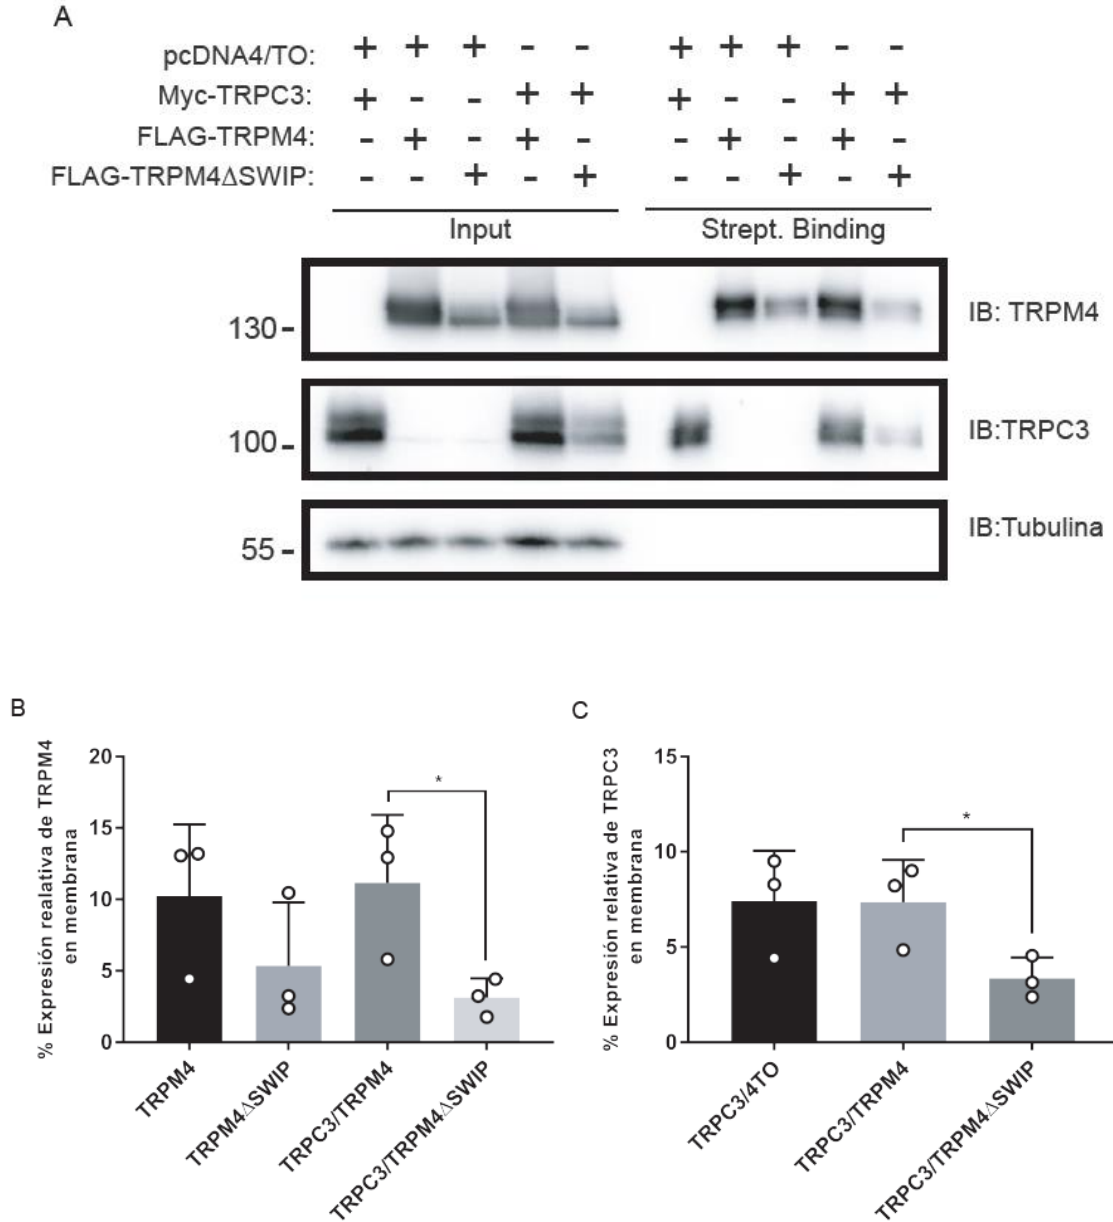 A
pcDNA4/TO: + + + - - + + + - -
Myc-TRPC3: + - - + + + - - + +
FLAG-TRPM4: - + - + - - + - + -
FLAG-TRPM4ΔSWIP: - - + - + - - + - +
Input Strept. Binding
130 - IB: TRPM4
100 - IB:TRPC3
55 - IB:Tubulina
B
% Expresión realativa de TRPM4
en membrana
20
15
10
5
0
*
TRPM4
TRPM4ΔSWIP
TRPC3/TRPM4
TRPC3/TRPM4ΔSWIP
C
% Expresión relativa de TRPC3
en membrana
15
10
5
0
*
TRPC3/4TO
TRPC3/TRPM4
TRPC3/TRPM4ΔSWIP